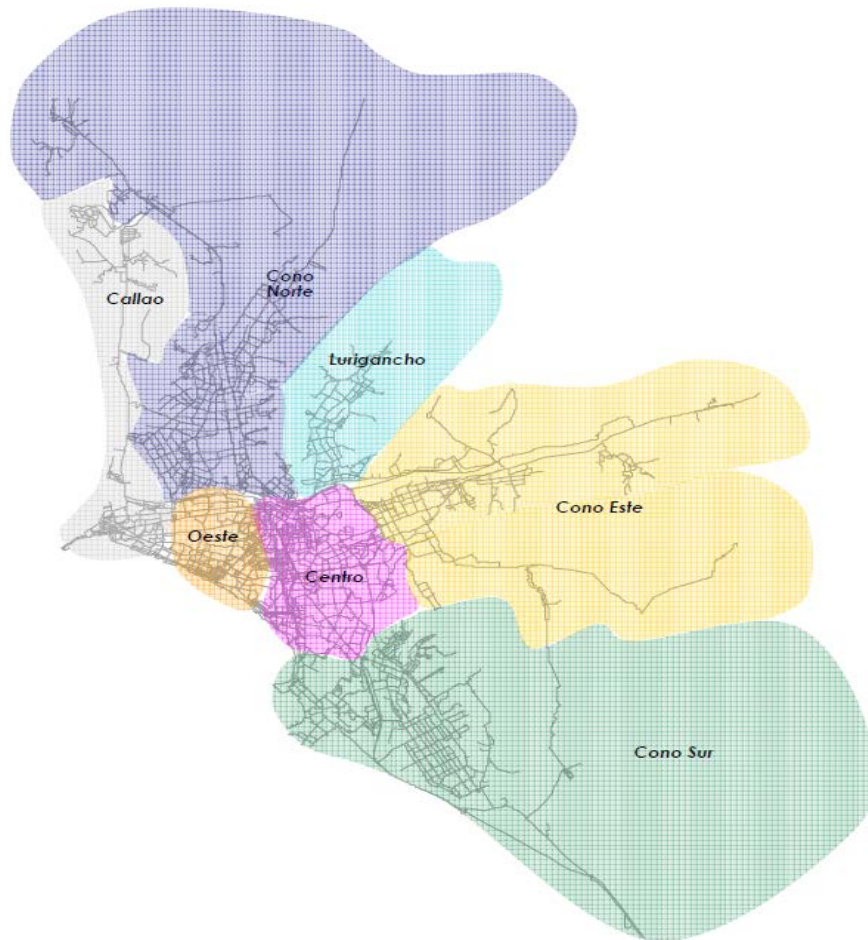 Cono
Norte
Callao
Lurigancho
Cono Este
Oeste
Centro
Cono Sur